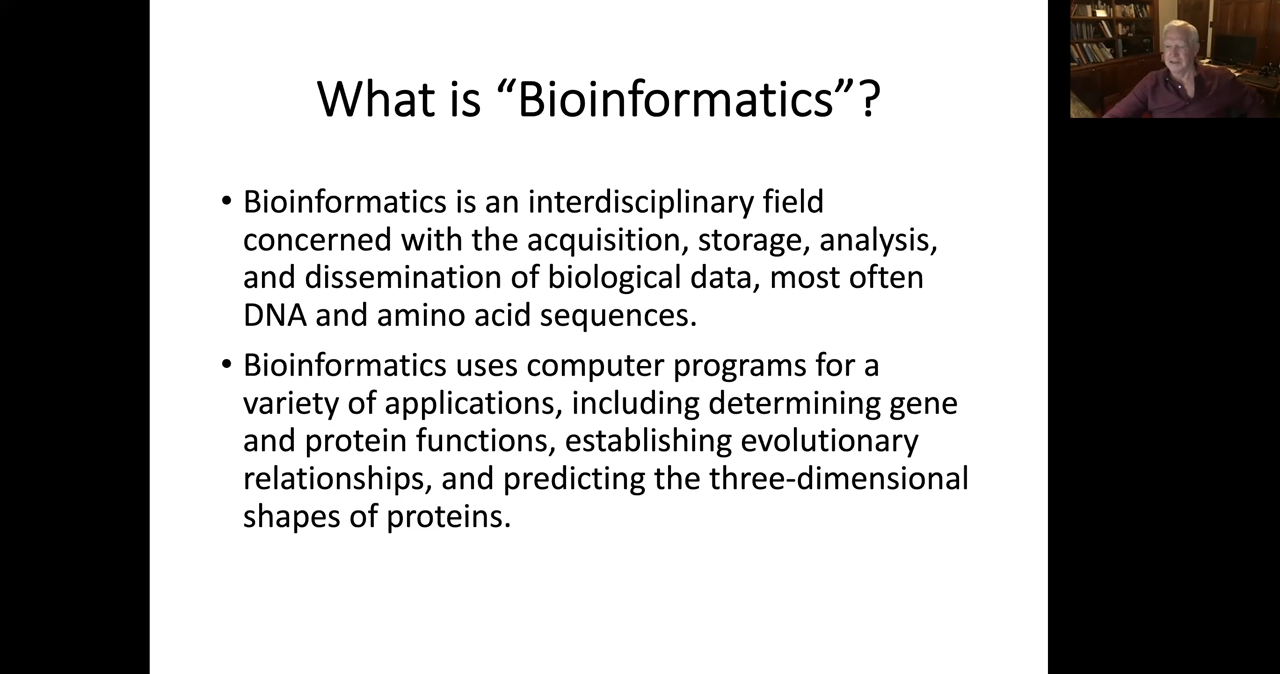 What is “Bioinformatics”?
• Bioinformatics is an interdisciplinary field
concerned with the acquisition, storage, analysis,
and dissemination of biological data, most often
DNA and amino acid sequences.
• Bioinformatics uses computer programs for a
variety of applications, including determining gene
and protein functions, establishing evolutionary
relationships, and predicting the three-dimensional
shapes of proteins.